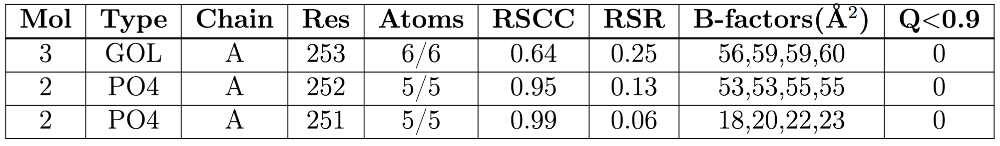 Mol Type Chain Res Atoms RSCC RSR B-factors(Å²) Q<0.9
3 GOL A 253 6/6 0.64 0.25 56,59,59,60 0
2 PO4 A 252 5/5 0.95 0.13 53,53,55,55 0
2 PO4 A 251 5/5 0.99 0.06 18,20,22,23 0